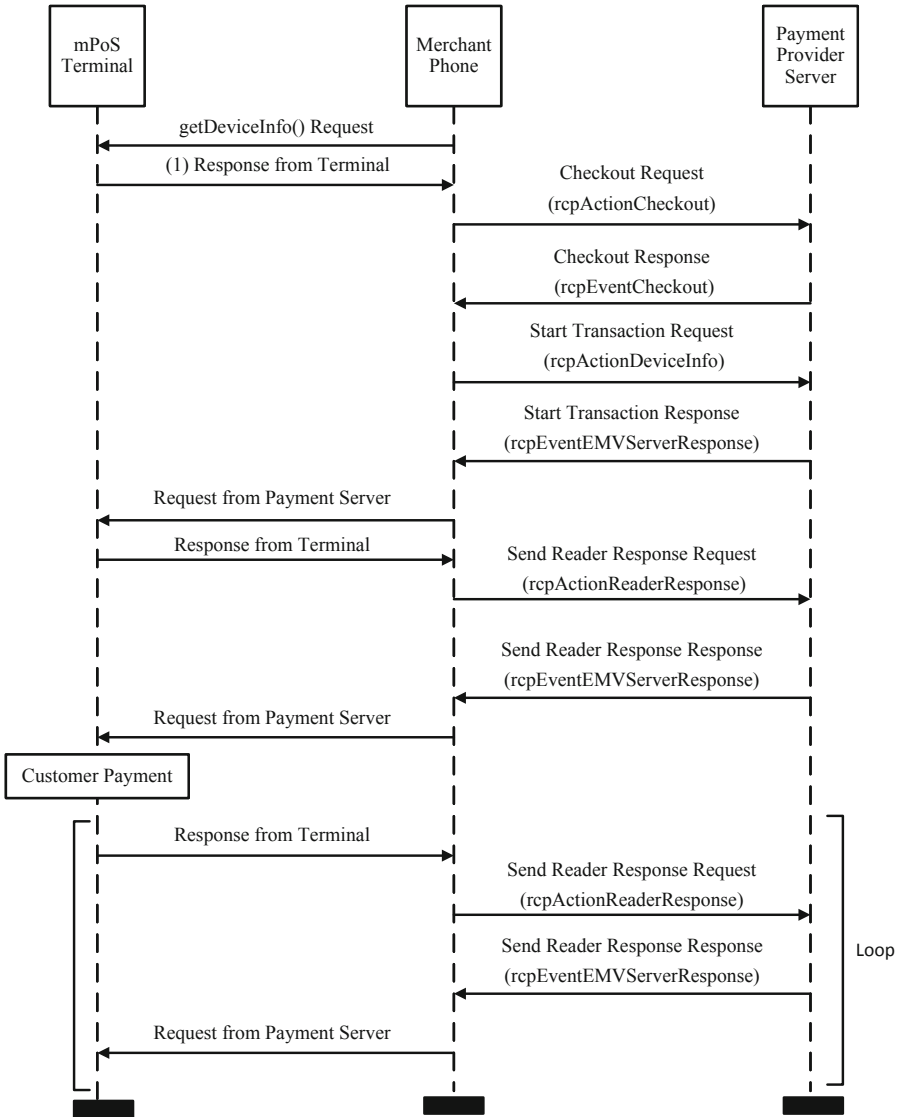 mPoS
Terminal
Merchant
Phone
Payment
Provider
Server
getDeviceInfo() Request
(1) Response from Terminal
Checkout Request
(rcpActionCheckout)
Checkout Response
(rcpEventCheckout)
Start Transaction Request
(rcpActionDeviceInfo)
Start Transaction Response
(rcpEventEMVServerResponse)
Request from Payment Server
Response from Terminal
Send Reader Response Request
(rcpActionReaderResponse)
Send Reader Response Response
(rcpEventEMVServerResponse)
Request from Payment Server
Customer Payment
Response from Terminal
Send Reader Response Request
(rcpActionReaderResponse)
Send Reader Response Response
(rcpEventEMVServerResponse)
Loop
Request from Payment Server